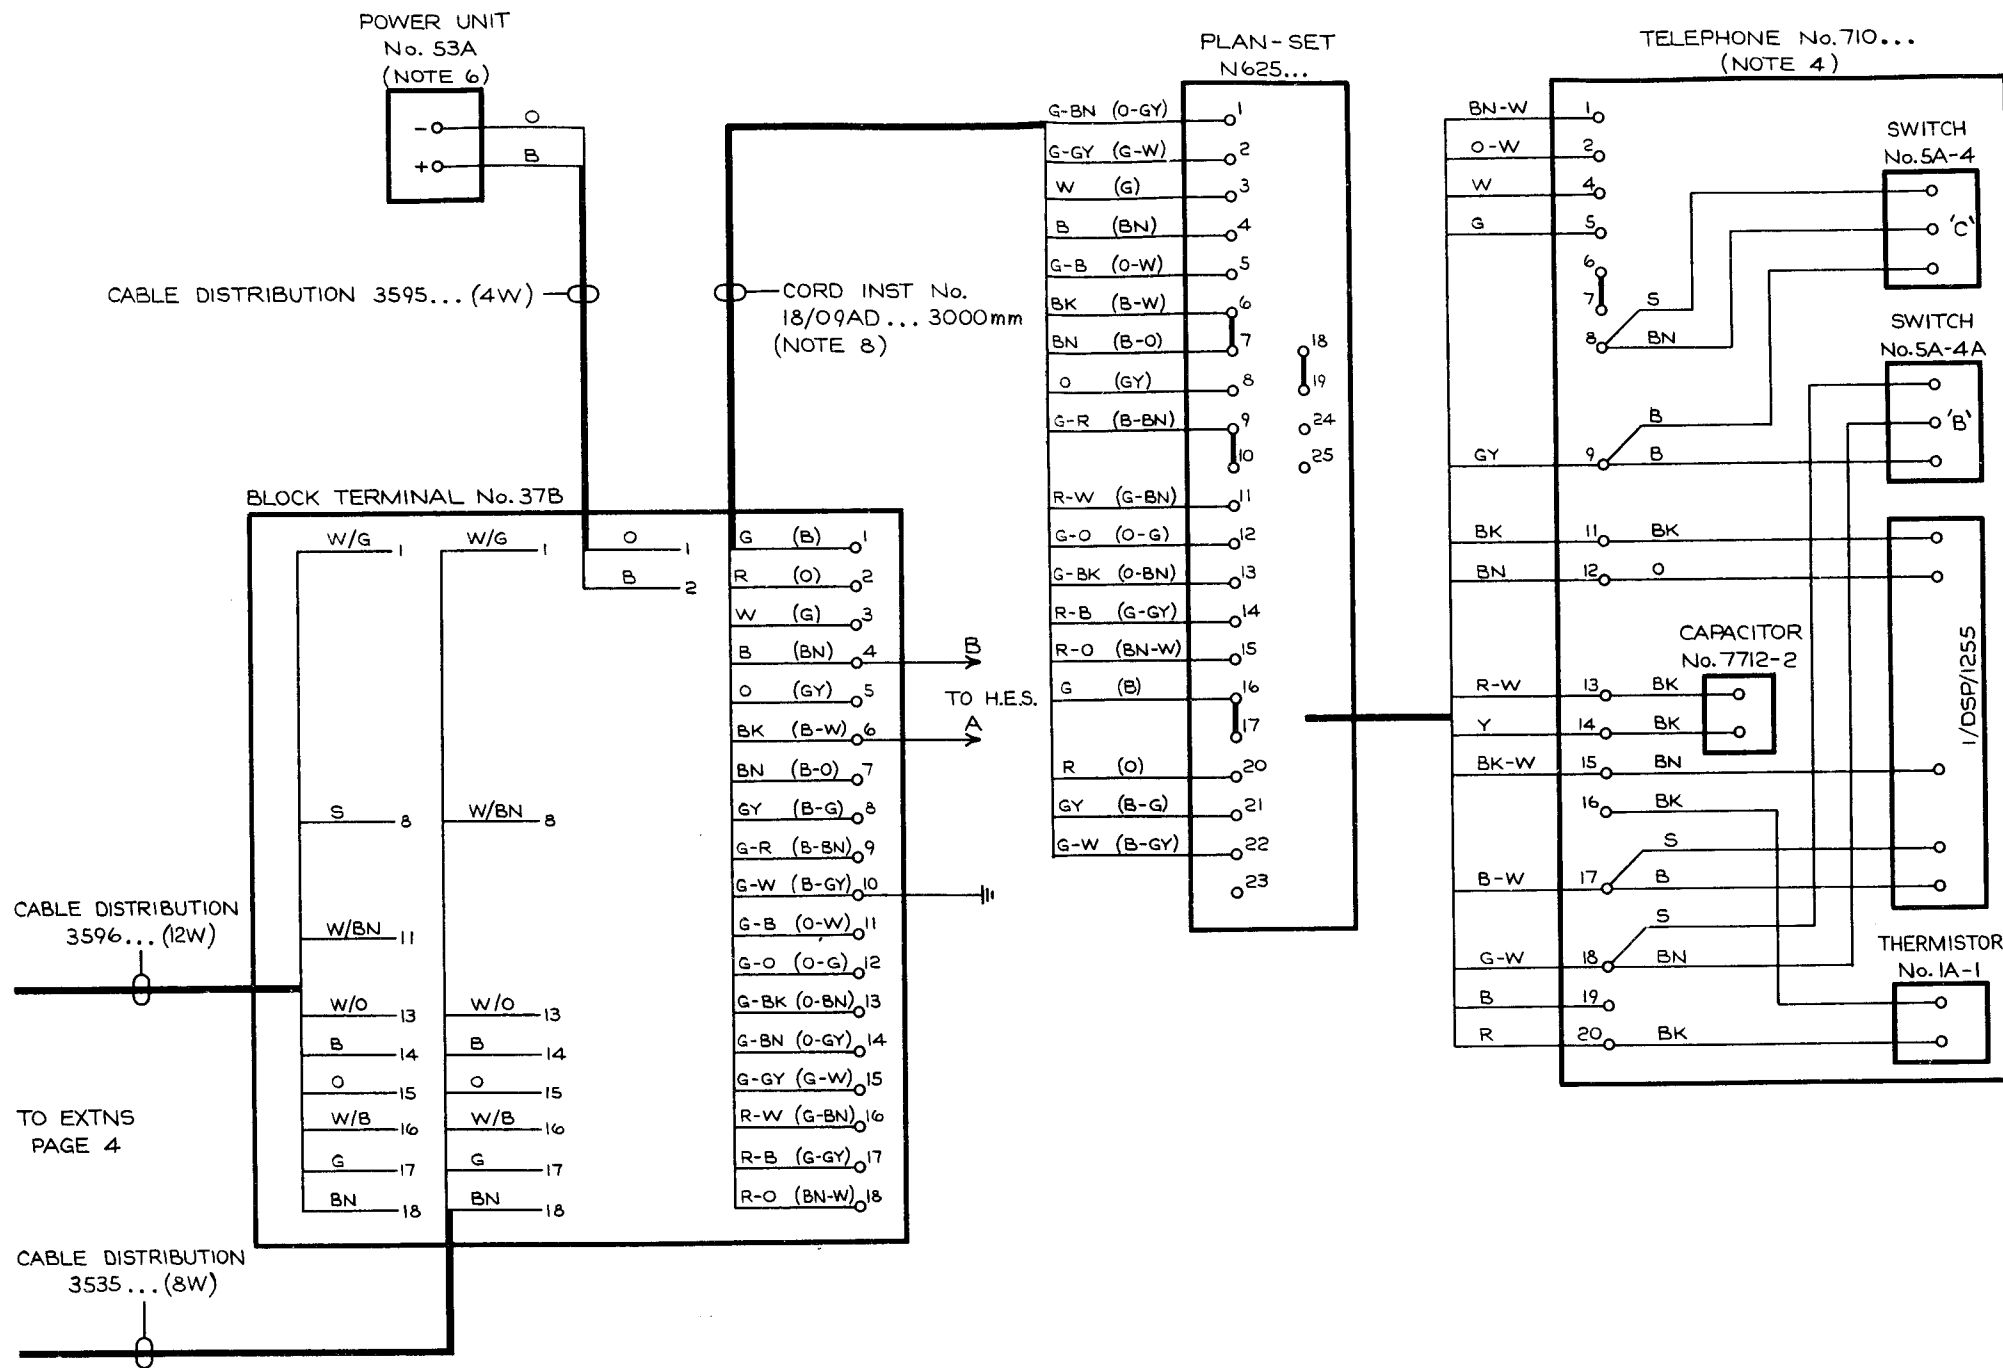 POWER UNIT
No. 53A
(NOTE 6)
- O
+ B
CABLE DISTRIBUTION 3595... (4W)
CORD INST No.
18/09AD... 3000mm
(NOTE 8)
BLOCK TERMINAL No. 37B
W/G 1
S 8
W/BN 11
W/O 13
B 14
O 15
W/B 16
G 17
BN 18
W/G 1
W/BN 8
W/O 13
B 14
O 15
W/B 16
G 17
BN 18
O 1
B 2
G (B) 1
R (O) 2
W (G) 3
B (BN) 4
O (GY) 5
BK (B-W) 6
BN (B-O) 7
GY (B-G) 8
G-R (B-BN) 9
G-W (B-GY) 10
G-B (O-W) 11
G-O (O-G) 12
G-BK (O-BN) 13
G-BN (O-GY) 14
G-GY (G-W) 15
R-W (G-BN) 16
R-B (G-GY) 17
R-O (BN-W) 18
B
TO H.E.S.
A
CABLE DISTRIBUTION
3596... (12W)
TO EXTNS
PAGE 4
CABLE DISTRIBUTION
3535... (8W)
PLAN-SET
N625...
G-BN (O-GY) 1
G-GY (G-W) 2
W (G) 3
B (BN) 4
G-B (O-W) 5
BK (B-W) 6
BN (B-O) 7
O (GY) 8
G-R (B-BN) 9
10
R-W (G-BN) 11
G-O (O-G) 12
G-BK (O-BN) 13
R-B (G-GY) 14
R-O (BN-W) 15
G (B) 16
17
R (O) 20
GY (B-G) 21
G-W (B-GY) 22
23
18
19
24
25
TELEPHONE No. 710...
(NOTE 4)
BN-W 1
O-W 2
W 4
G 5
6
7
8 S
BN
GY 9 B
B
BK 11 BK
BN 12 O
R-W 13 BK
Y 14 BK
BK-W 15 BN
16 BK
B-W 17 S
B
G-W 18 S
BN
B 19
R 20 BK
SWITCH
No. 5A-4
'C'
SWITCH
No. 5A-4A
'B'
1/DSP/1255
CAPACITOR
No. 7712-2
THERMISTOR
No. 1A-1